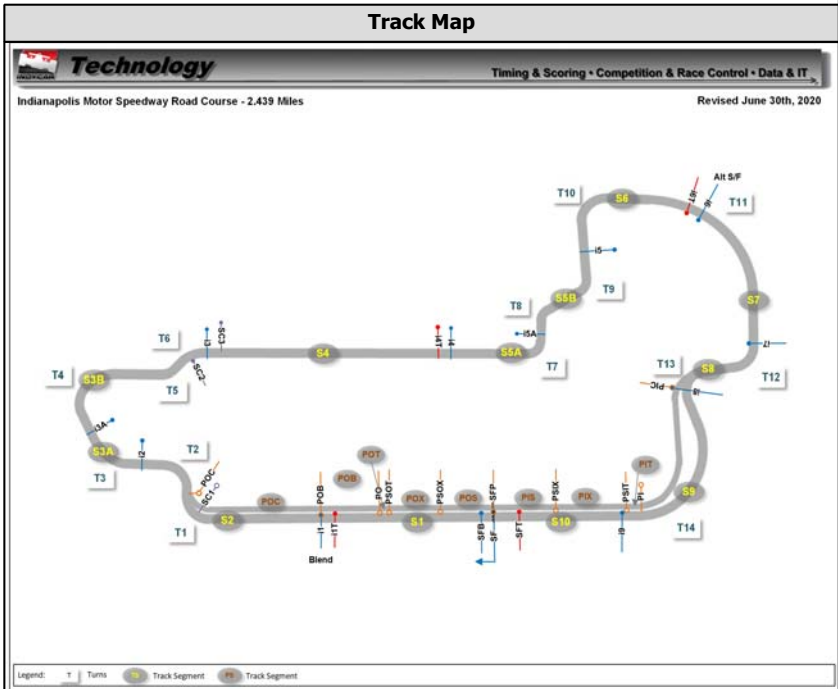 Track Map
Technology
Timing & Scoring • Competition & Race Control • Data & IT
Indianapolis Motor Speedway Road Course - 2.439 Miles
Revised June 30th, 2020
T10
S6
i6T
i6
Alt S/F
T11
i5
T9
S5B
T8
i5A
S7
T6
i3
SC3
S4
i4T
i4
S5A
T7
i7
T12
T4
S3B
T5
SC2
T13
S8
PIC
i8
i3A
S3A
T3
i2
T2
POC
SC1
POC
POB
POB
POT
PO
PSOT
POX
PSOX
POS
SFP
PIS
PSIX
PIX
PSIT
PIT
PI
S9
T1
S2
i1
i1T
S1
SFB
SF
SFT
S10
i9
T14
Blend
Legend:
T
Turns
TS
Track Segment
PS
Track Segment